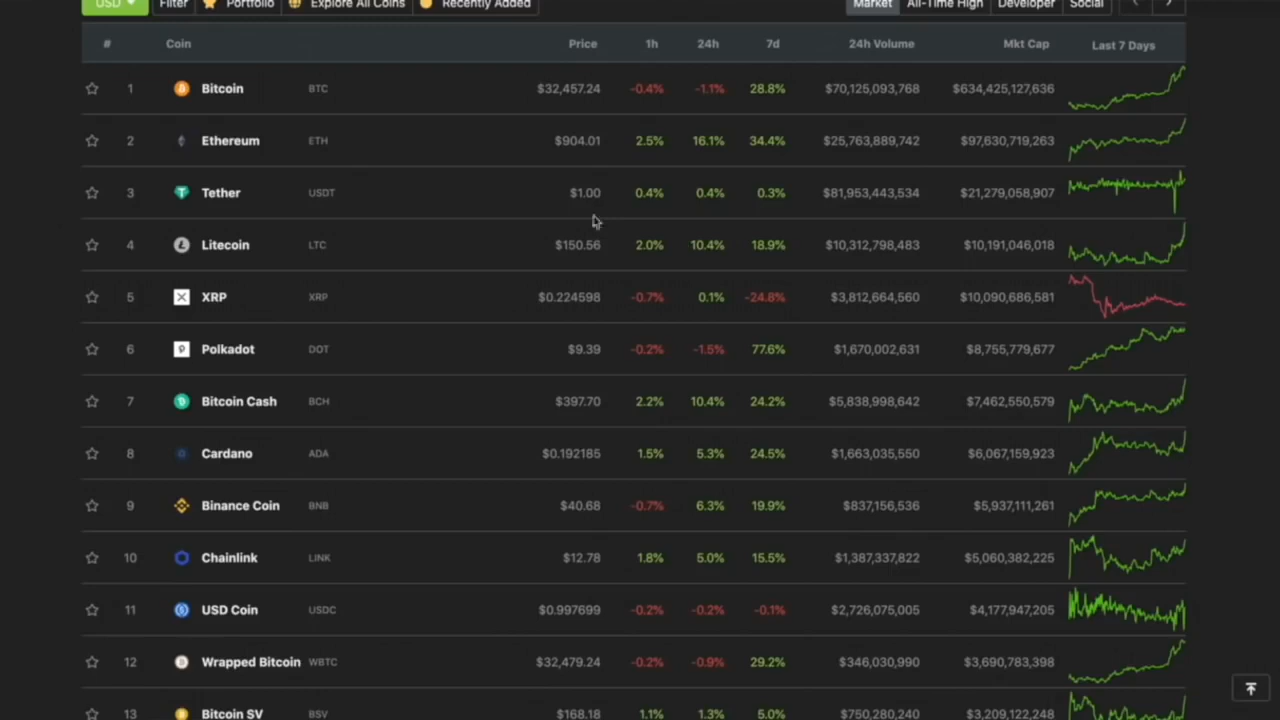 USD Filter Portfolio Explore All Coins Recently Added Market All-Time High Developer Social
# Coin Price 1h 24h 7d 24h Volume Mkt Cap Last 7 Days
1 Bitcoin BTC $32,457.24 -0.4% -1.1% 28.8% $70,125,093,768 $634,425,127,636
2 Ethereum ETH $904.01 2.5% 16.1% 34.4% $25,763,889,742 $97,630,719,263
3 Tether USDT $1.00 0.4% 0.4% 0.3% $81,953,443,534 $21,279,058,907
4 Litecoin LTC $150.56 2.0% 10.4% 18.9% $10,312,798,483 $10,191,046,018
5 XRP XRP $0.224598 -0.7% 0.1% -24.8% $3,812,664,560 $10,090,686,581
6 Polkadot DOT $9.39 -0.2% -1.5% 77.6% $1,670,002,631 $8,755,779,677
7 Bitcoin Cash BCH $397.70 2.2% 10.4% 24.2% $5,838,998,642 $7,462,550,579
8 Cardano ADA $0.192185 1.5% 5.3% 24.5% $1,663,035,550 $6,067,159,923
9 Binance Coin BNB $40.68 -0.7% 6.3% 19.9% $837,156,536 $5,937,111,261
10 Chainlink LINK $12.78 1.8% 5.0% 15.5% $1,387,337,822 $5,060,382,225
11 USD Coin USDC $0.997699 -0.2% -0.2% -0.1% $2,726,075,005 $4,177,947,205
12 Wrapped Bitcoin WBTC $32,479.24 -0.2% -0.9% 29.2% $346,030,990 $3,690,783,398
13 Bitcoin SV BSV $168.18 1.1% 1.3% 5.0% $750,280,240 $3,209,122,248